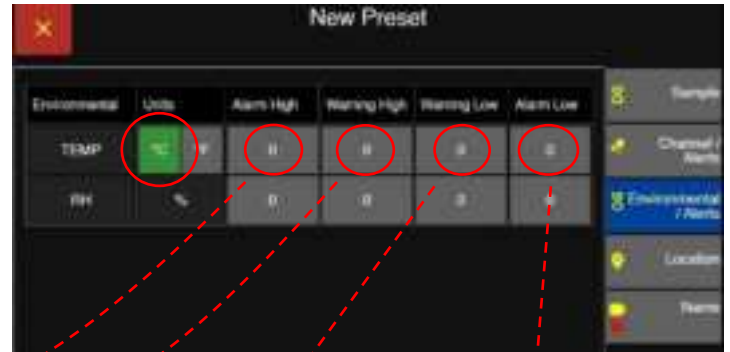 New Preset
Environmental Units Alarm High Warning High Warning Low Alarm Low
TEMP °C °F 0 0 0 0
RH % 0 0 0 0
Sample
Channel /
Alerts
Environmental
/ Alerts
Location
Name